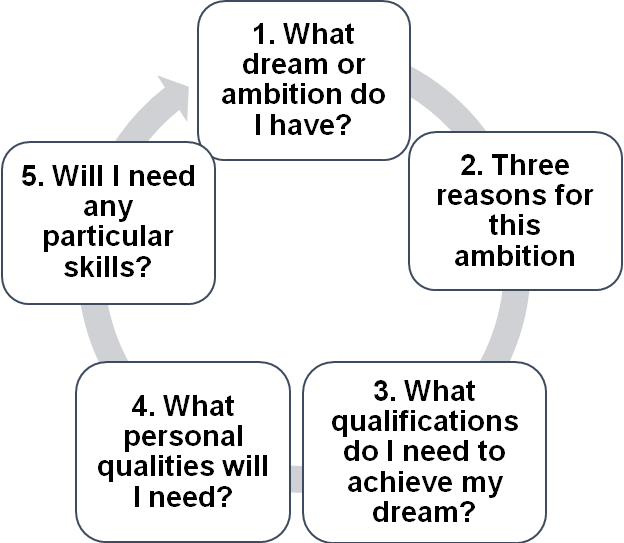 1. What
dream or
ambition do
I have?
2. Three
reasons for
this
ambition
3. What
qualifications
do I need to
achieve my
dream?
4. What
personal
qualities will
I need?
5. Will I need
any
particular
skills?